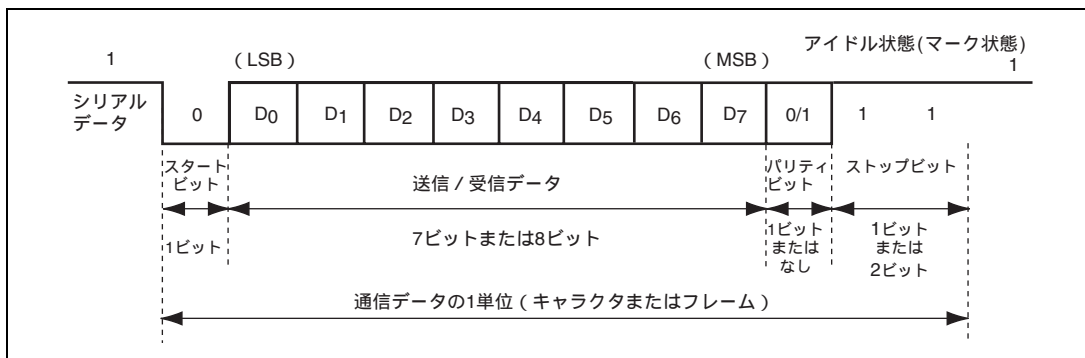 アイドル状態(マーク状態)
1 (LSB) (MSB) 1
シリアル
データ
0 D0 D1 D2 D3 D4 D5 D6 D7 0/1 1 1
スタート
ビット
送信 / 受信データ
パリティ
ビット
ストップビット
1ビット
7ビットまたは8ビット
1ビット
または
なし
1ビット
または
2ビット
通信データの1単位(キャラクタまたはフレーム)